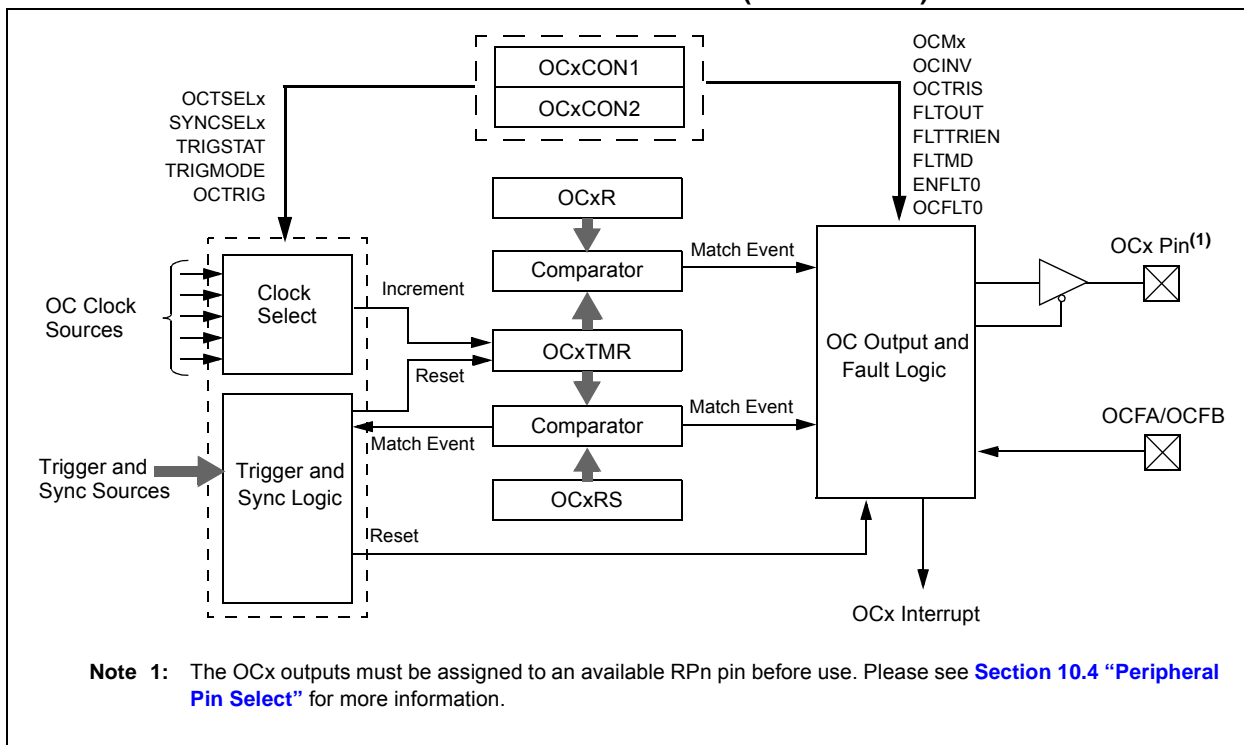 OCxCON1
OCxCON2
OCTSELx
SYNCSELx
TRIGSTAT
TRIGMODE
OCTRIG
OCMx
OCINV
OCTRIS
FLTOUT
FLTTRIEN
FLTMD
ENFLT0
OCFLT0
OCxR
Comparator
Match Event
OCx Pin(1)
OC Clock
Sources
Clock
Select
Increment
OCxTMR
Reset
OC Output and
Fault Logic
Comparator
Match Event
Match Event
OCFA/OCFB
Trigger and
Sync Sources
Trigger and
Sync Logic
OCxRS
Reset
OCx Interrupt
Note 1: The OCx outputs must be assigned to an available RPn pin before use. Please see Section 10.4 “Peripheral
Pin Select” for more information.